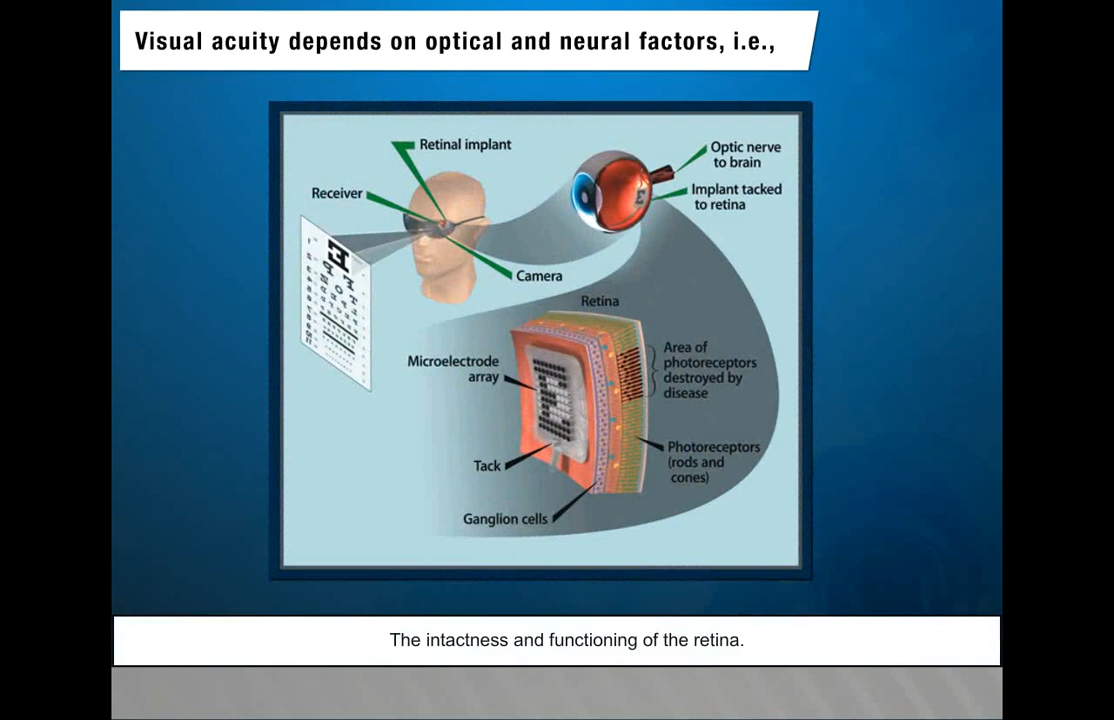 Visual acuity depends on optical and neural factors, i.e.,
Retinal implant
Receiver
Camera
Optic nerve
to brain
Implant tacked
to retina
Retina
Microelectrode
array
Area of
photoreceptors
destroyed by
disease
Tack
Photoreceptors
(rods and
cones)
Ganglion cells
The intactness and functioning of the retina.